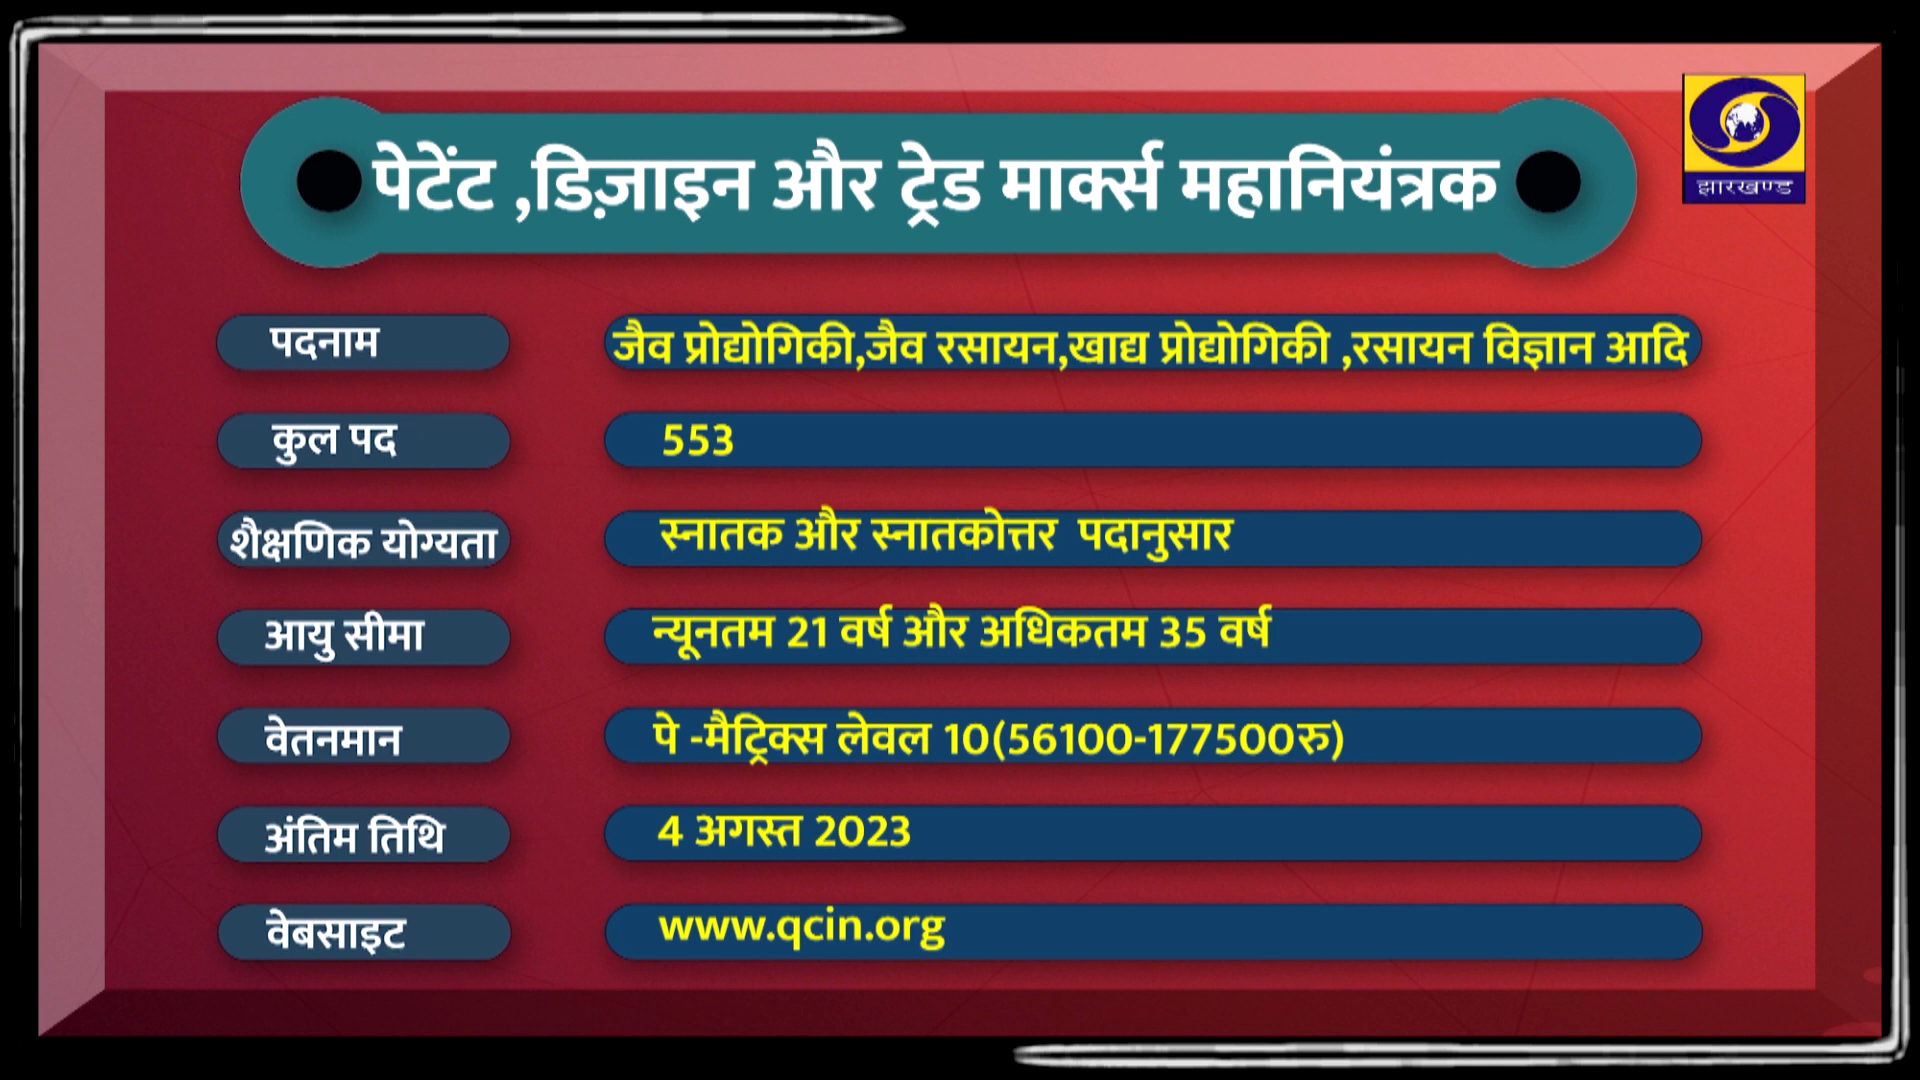 पेटेंट ,डिज़ाइन और ट्रेड मार्क्स महानियंत्रक
झारखण्ड
पदनाम जैव प्रोद्योगिकी,जैव रसायन,खाद्य प्रोद्योगिकी ,रसायन विज्ञान आदि
कुल पद 553
शैक्षणिक योग्यता स्नातक और स्नातकोत्तर पदानुसार
आयु सीमा न्यूनतम 21 वर्ष और अधिकतम 35 वर्ष
वेतनमान पे -मैट्रिक्स लेवल 10(56100-177500रु)
अंतिम तिथि 4 अगस्त 2023
वेबसाइट www.qcin.org